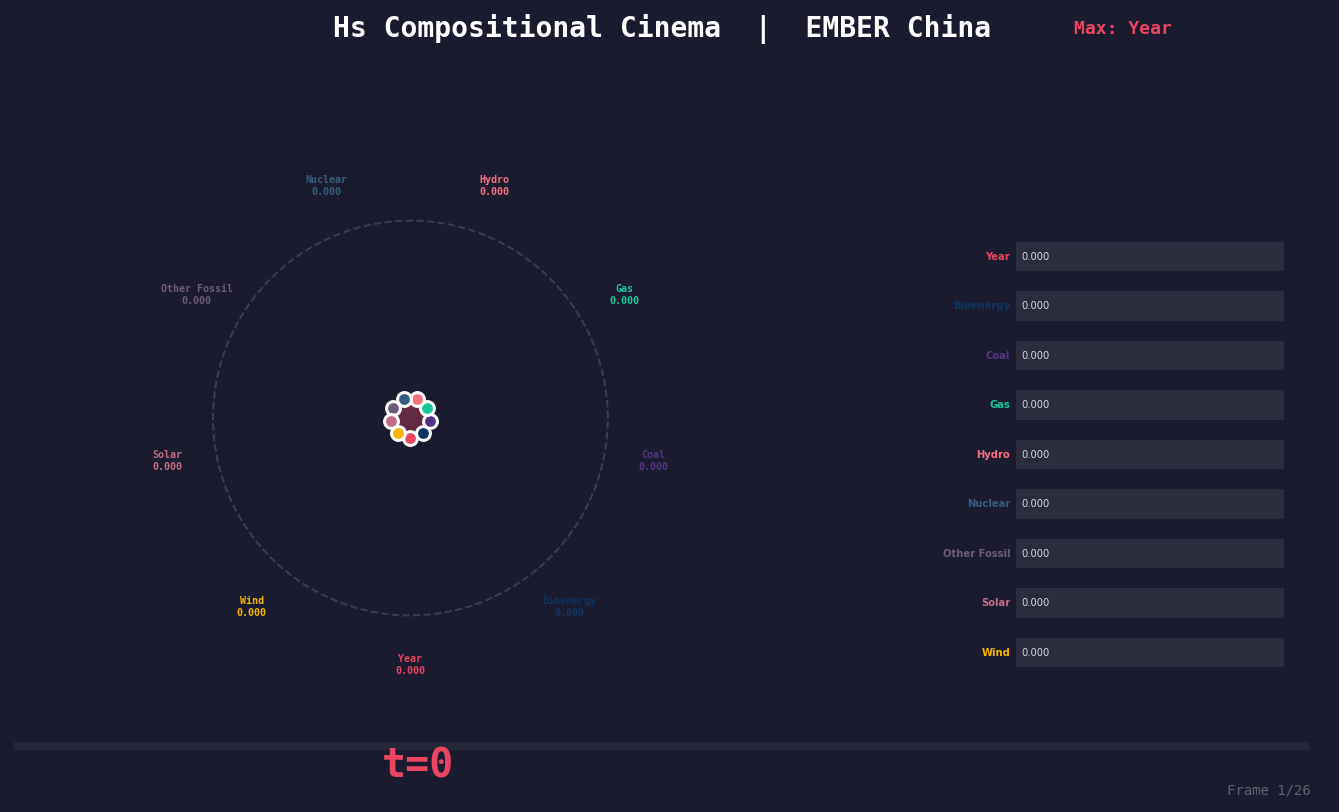 Hs Compositional Cinema | EMBER China
Max: Year
Nuclear
0.000
Hydro
0.000
Other Fossil
0.000
Gas
0.000
Solar
0.000
Coal
0.000
Wind
0.000
Bioenergy
0.000
Year
0.000
Year 0.000
Bioenergy 0.000
Coal 0.000
Gas 0.000
Hydro 0.000
Nuclear 0.000
Other Fossil 0.000
Solar 0.000
Wind 0.000
t=0
Frame 1/26